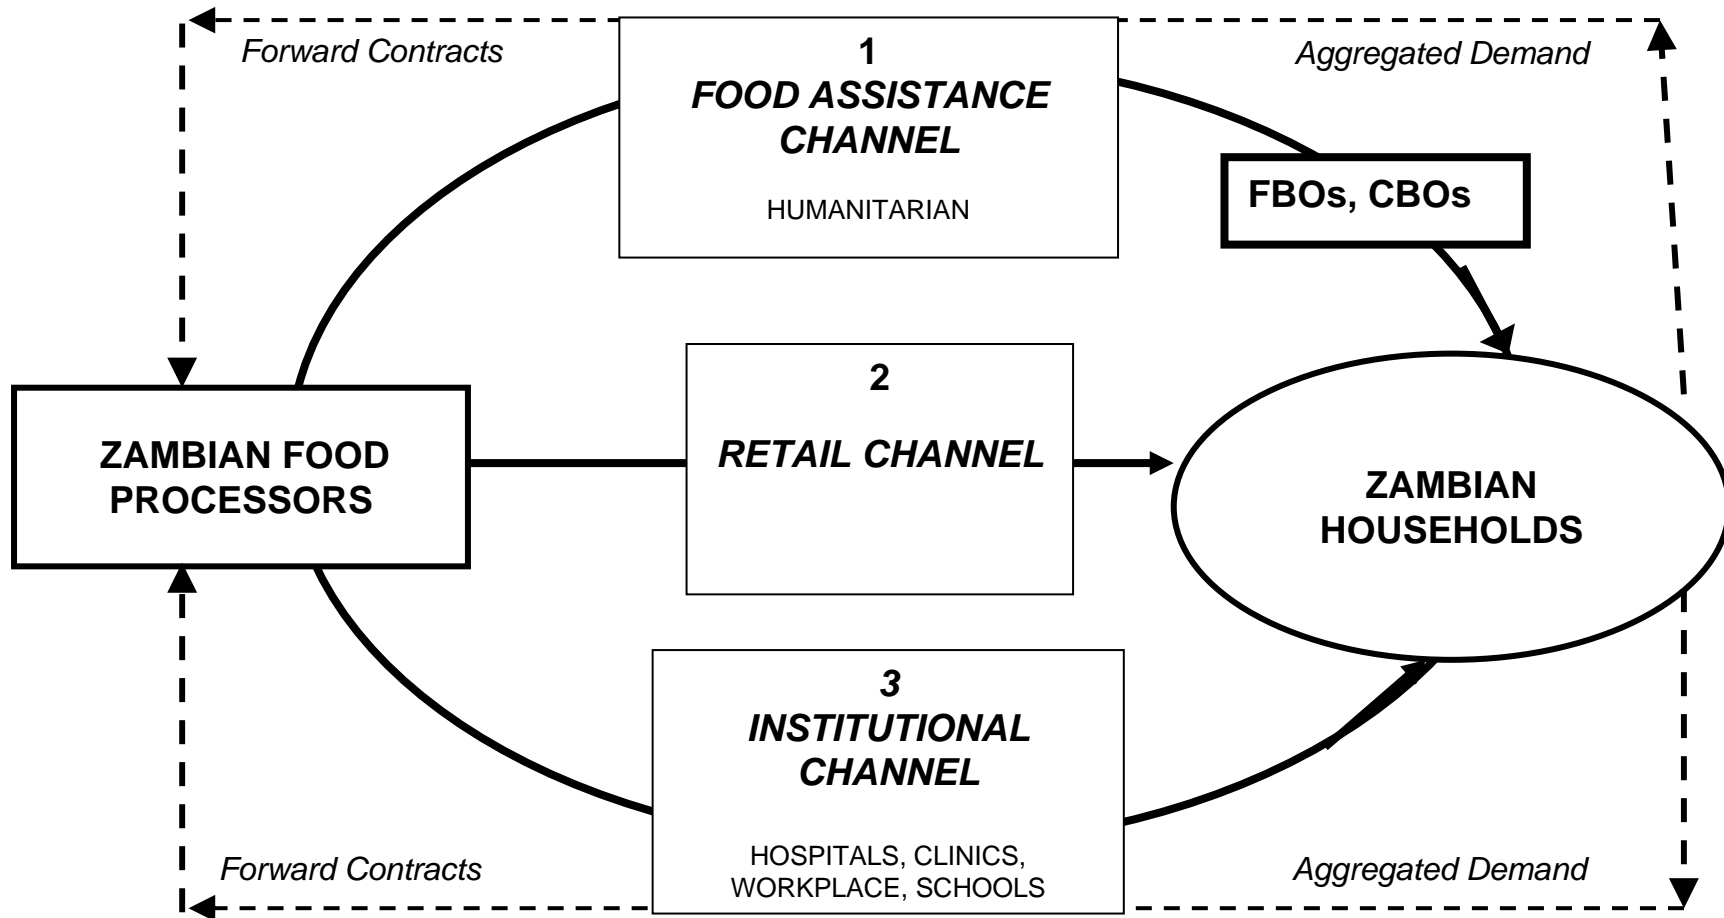 Forward Contracts
1
FOOD ASSISTANCE
CHANNEL
HUMANITARIAN
Aggregated Demand
FBOs, CBOs
ZAMBIAN FOOD
PROCESSORS
2
RETAIL CHANNEL
ZAMBIAN
HOUSEHOLDS
3
INSTITUTIONAL
CHANNEL
HOSPITALS, CLINICS,
WORKPLACE, SCHOOLS
Forward Contracts
Aggregated Demand